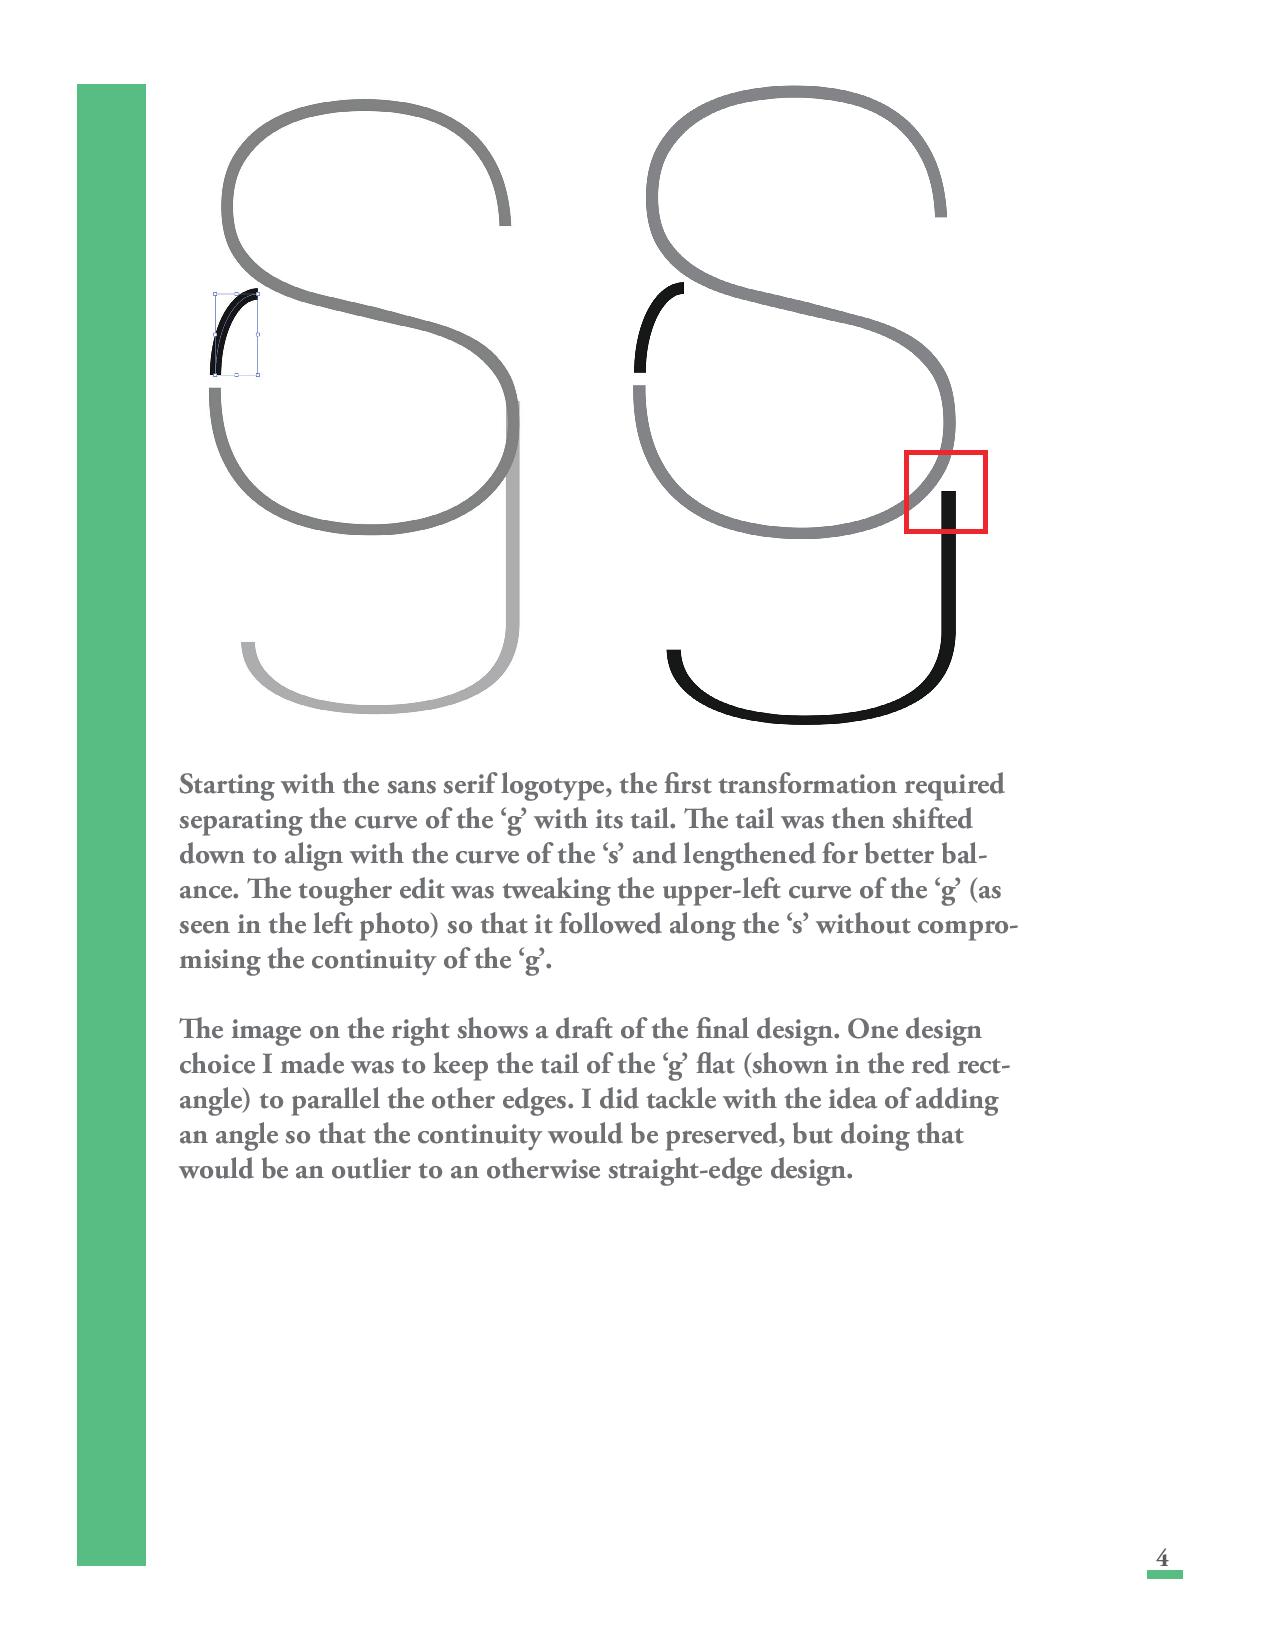 Starting with the sans serif logotype, the first transformation required
separating the curve of the ‘g’ with its tail. The tail was then shifted
down to align with the curve of the ‘s’ and lengthened for better bal-
ance. The tougher edit was tweaking the upper-left curve of the ‘g’ (as
seen in the left photo) so that it followed along the ‘s’ without compro-
mising the continuity of the ‘g’.
The image on the right shows a draft of the final design. One design
choice I made was to keep the tail of the ‘g’ flat (shown in the red rect-
angle) to parallel the other edges. I did tackle with the idea of adding
an angle so that the continuity would be preserved, but doing that
would be an outlier to an otherwise straight-edge design.
4